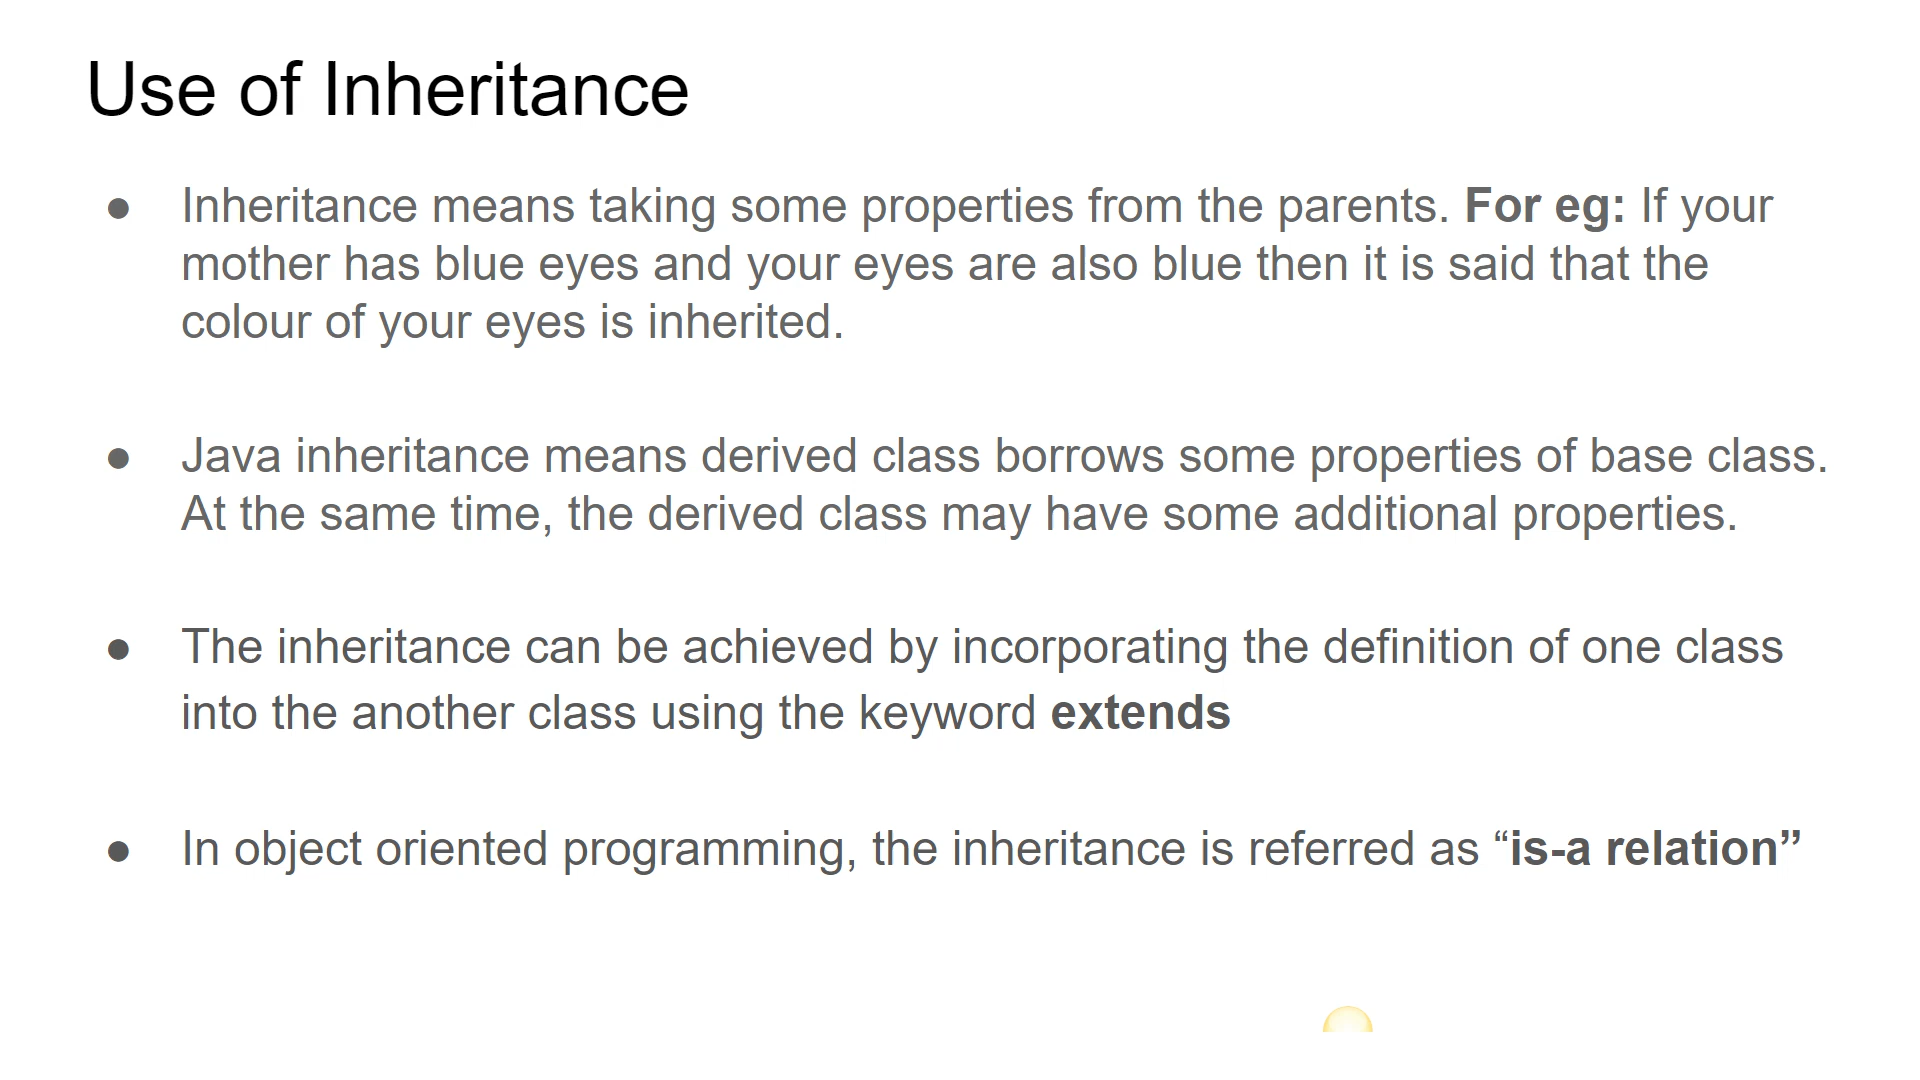 Use of Inheritance
● Inheritance means taking some properties from the parents. For eg: If your
mother has blue eyes and your eyes are also blue then it is said that the
colour of your eyes is inherited.
● Java inheritance means derived class borrows some properties of base class.
At the same time, the derived class may have some additional properties.
● The inheritance can be achieved by incorporating the definition of one class
into the another class using the keyword extends
● In object oriented programming, the inheritance is referred as “is-a relation”